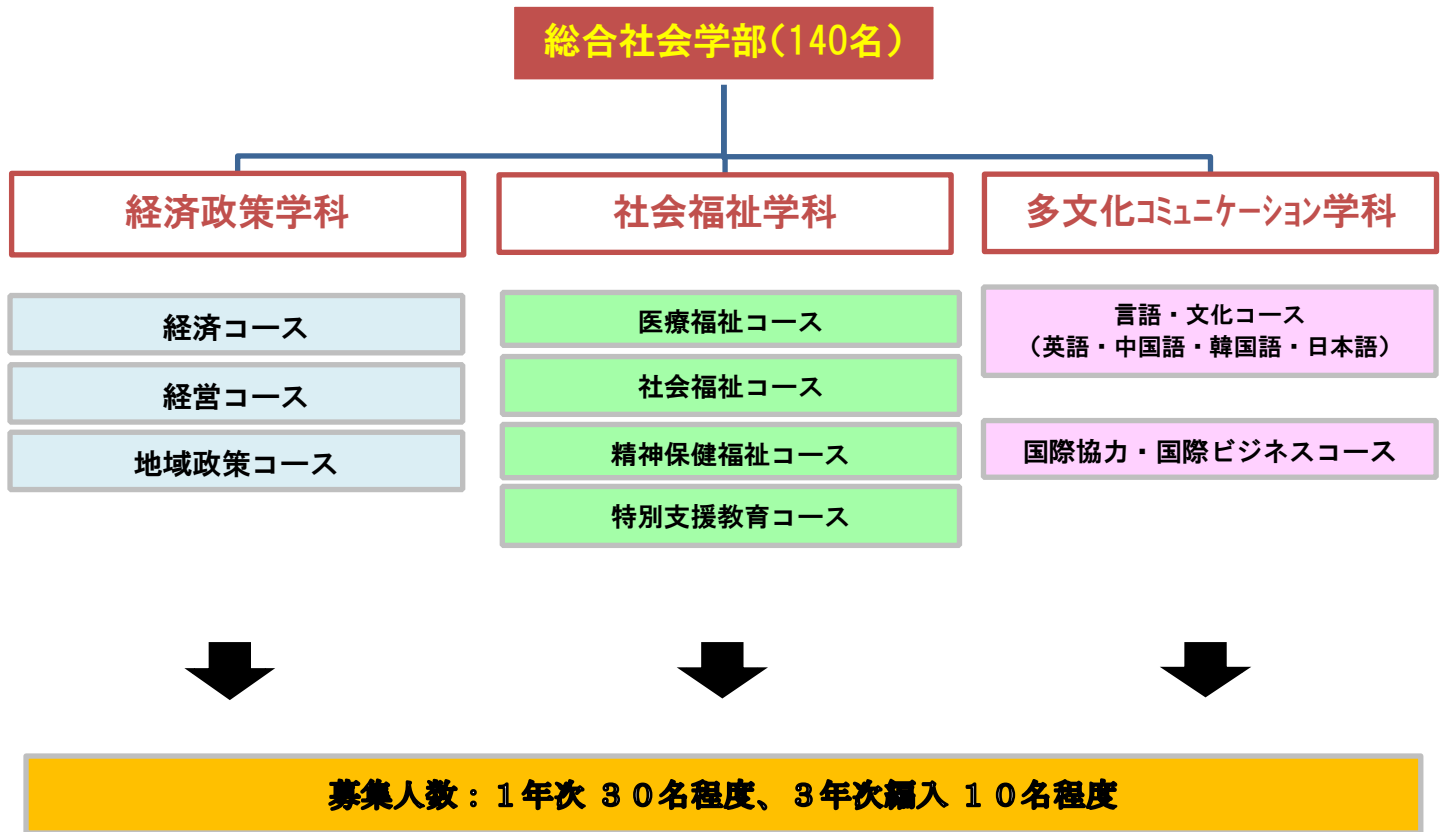 総合社会学部(140名)
経済政策学科
社会福祉学科
多文化ｺﾐｭﾆｹｰｼｮﾝ学科
経済コース
経営コース
地域政策コース
医療福祉コース
社会福祉コース
精神保健福祉コース
特別支援教育コース
言語・文化コース
（英語・中国語・韓国語・日本語）
国際協力・国際ビジネスコース
募集人数：１年次 ３０名程度、３年次編入 １０名程度